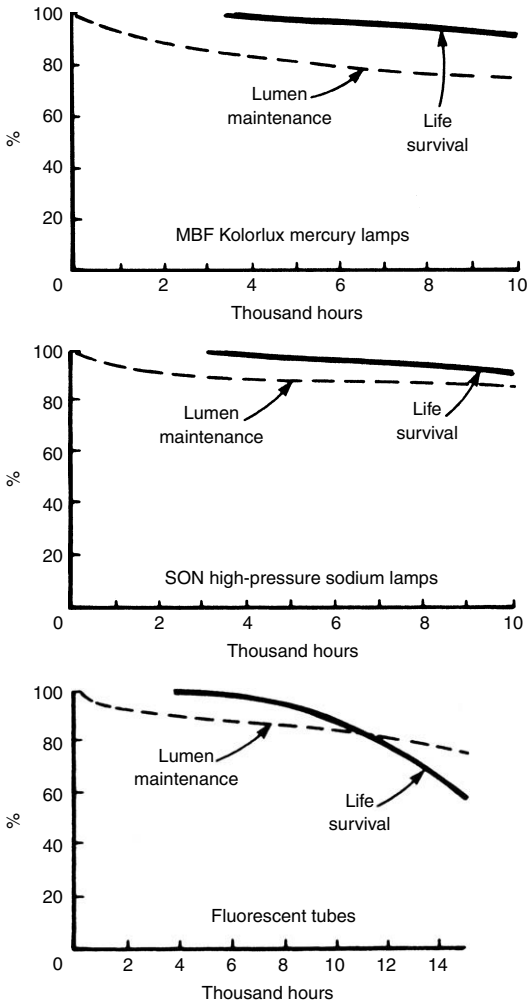 100
80
60
40
20
%
Lumen
maintenance
Life
survival
MBF Kolorlux mercury lamps
0 2 4 6 8 10
Thousand hours
100
80
60
40
20
%
Lumen
maintenance
Life
survival
SON high-pressure sodium lamps
0 2 4 6 8 10
Thousand hours
100
80
60
40
20
%
Lumen
maintenance
Life
survival
Fluorescent tubes
0 2 4 6 8 10 12 14
Thousand hours